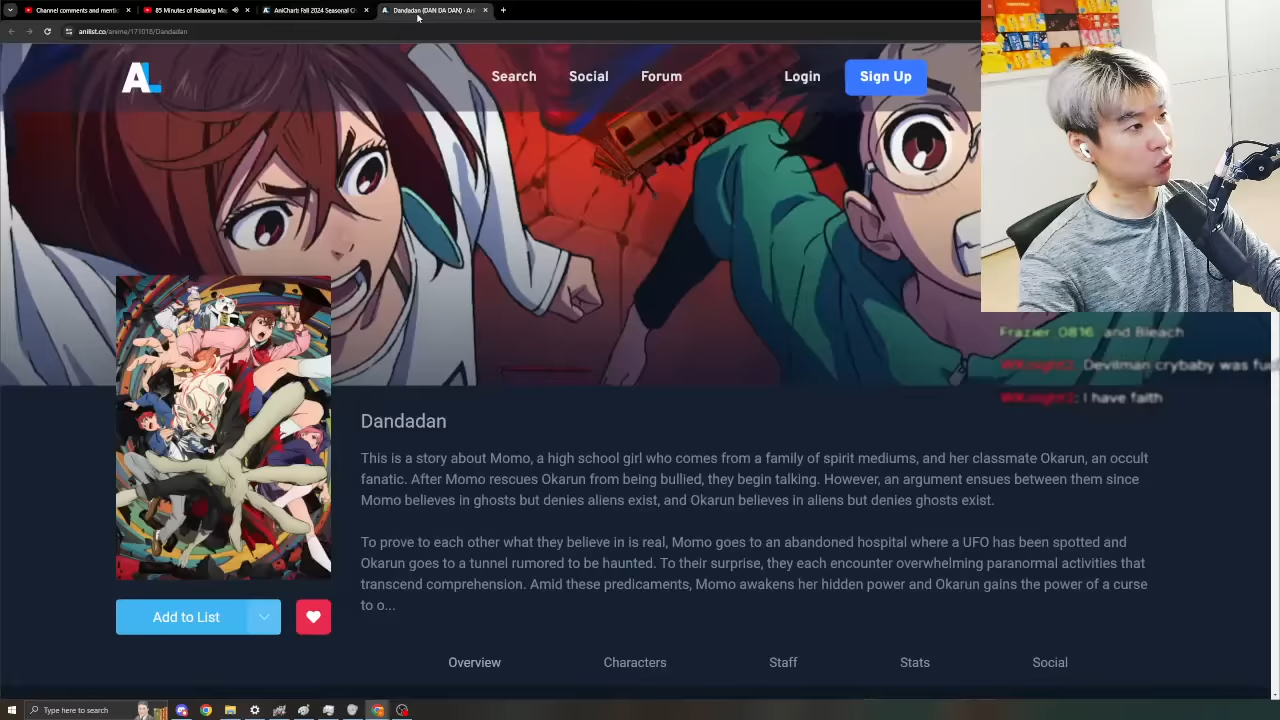 Channel comments and menti
85 Minutes of Relaxing Ma
AniChart: Fall 2024 Seasonal C
Dandadan (DAN DA DAN) · Ani
anilist.co/anime/171018/Dandadan
AL
Search
Social
Forum
Login
Sign Up
Frazier_0816 and Bleach
Devilman crybaby was fu
: I have faith
Dandadan
This is a story about Momo, a high school girl who comes from a family of spirit mediums, and her classmate Okarun, an occult
fanatic. After Momo rescues Okarun from being bullied, they begin talking. However, an argument ensues between them since
Momo believes in ghosts but denies aliens exist, and Okarun believes in aliens but denies ghosts exist.
To prove to each other what they believe in is real, Momo goes to an abandoned hospital where a UFO has been spotted and
Okarun goes to a tunnel rumored to be haunted. To their surprise, they each encounter overwhelming paranormal activities that
transcend comprehension. Amid these predicaments, Momo awakens her hidden power and Okarun gains the power of a curse
to o...
Add to List
Overview
Characters
Staff
Stats
Social
Type here to search